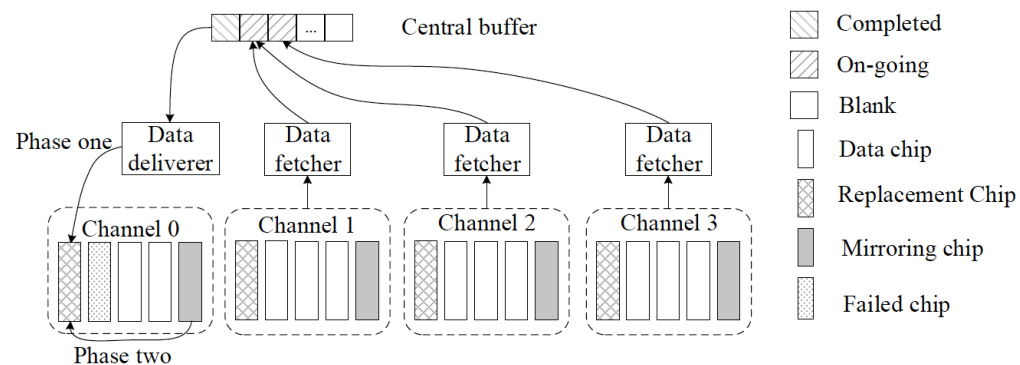 Central buffer
...
Phase one
Data
deliverer
Data
fetcher
Data
fetcher
Data
fetcher
Channel 0
Channel 1
Channel 2
Channel 3
Phase two
Completed
On-going
Blank
Data chip
Replacement Chip
Mirroring chip
Failed chip